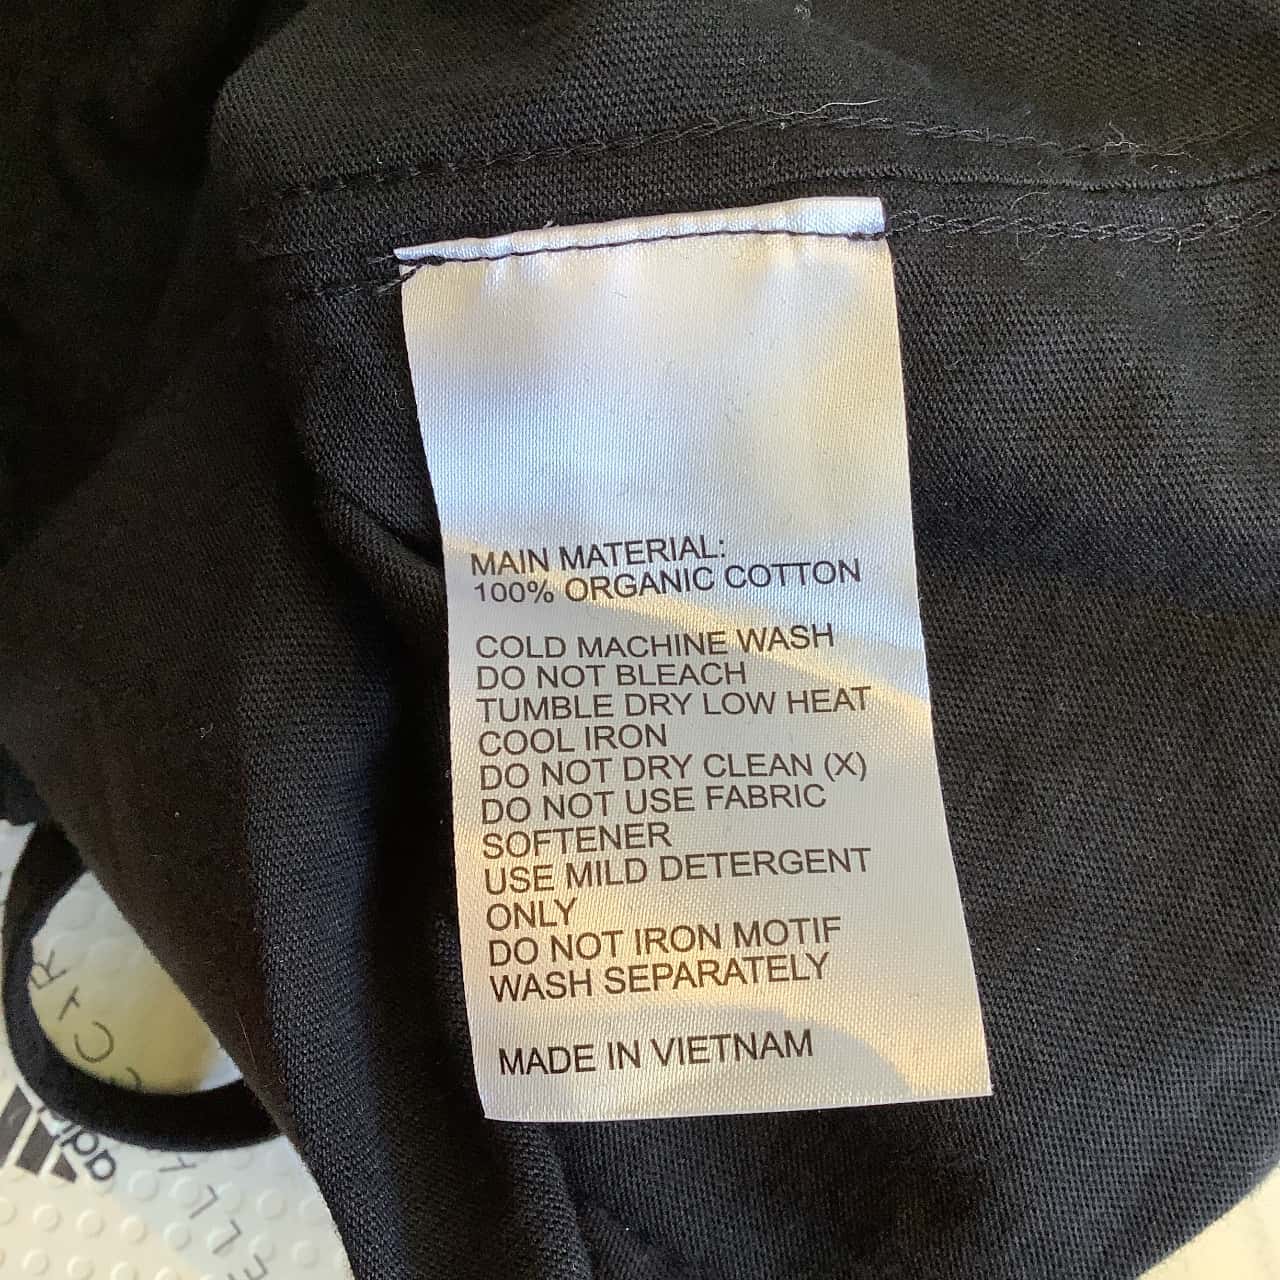 MAIN MATERIAL:
100% ORGANIC COTTON
COLD MACHINE WASH
DO NOT BLEACH
TUMBLE DRY LOW HEAT
COOL IRON
DO NOT DRY CLEAN (X)
DO NOT USE FABRIC
SOFTENER
USE MILD DETERGENT
ONLY
DO NOT IRON MOTIF
WASH SEPARATELY
MADE IN VIETNAM